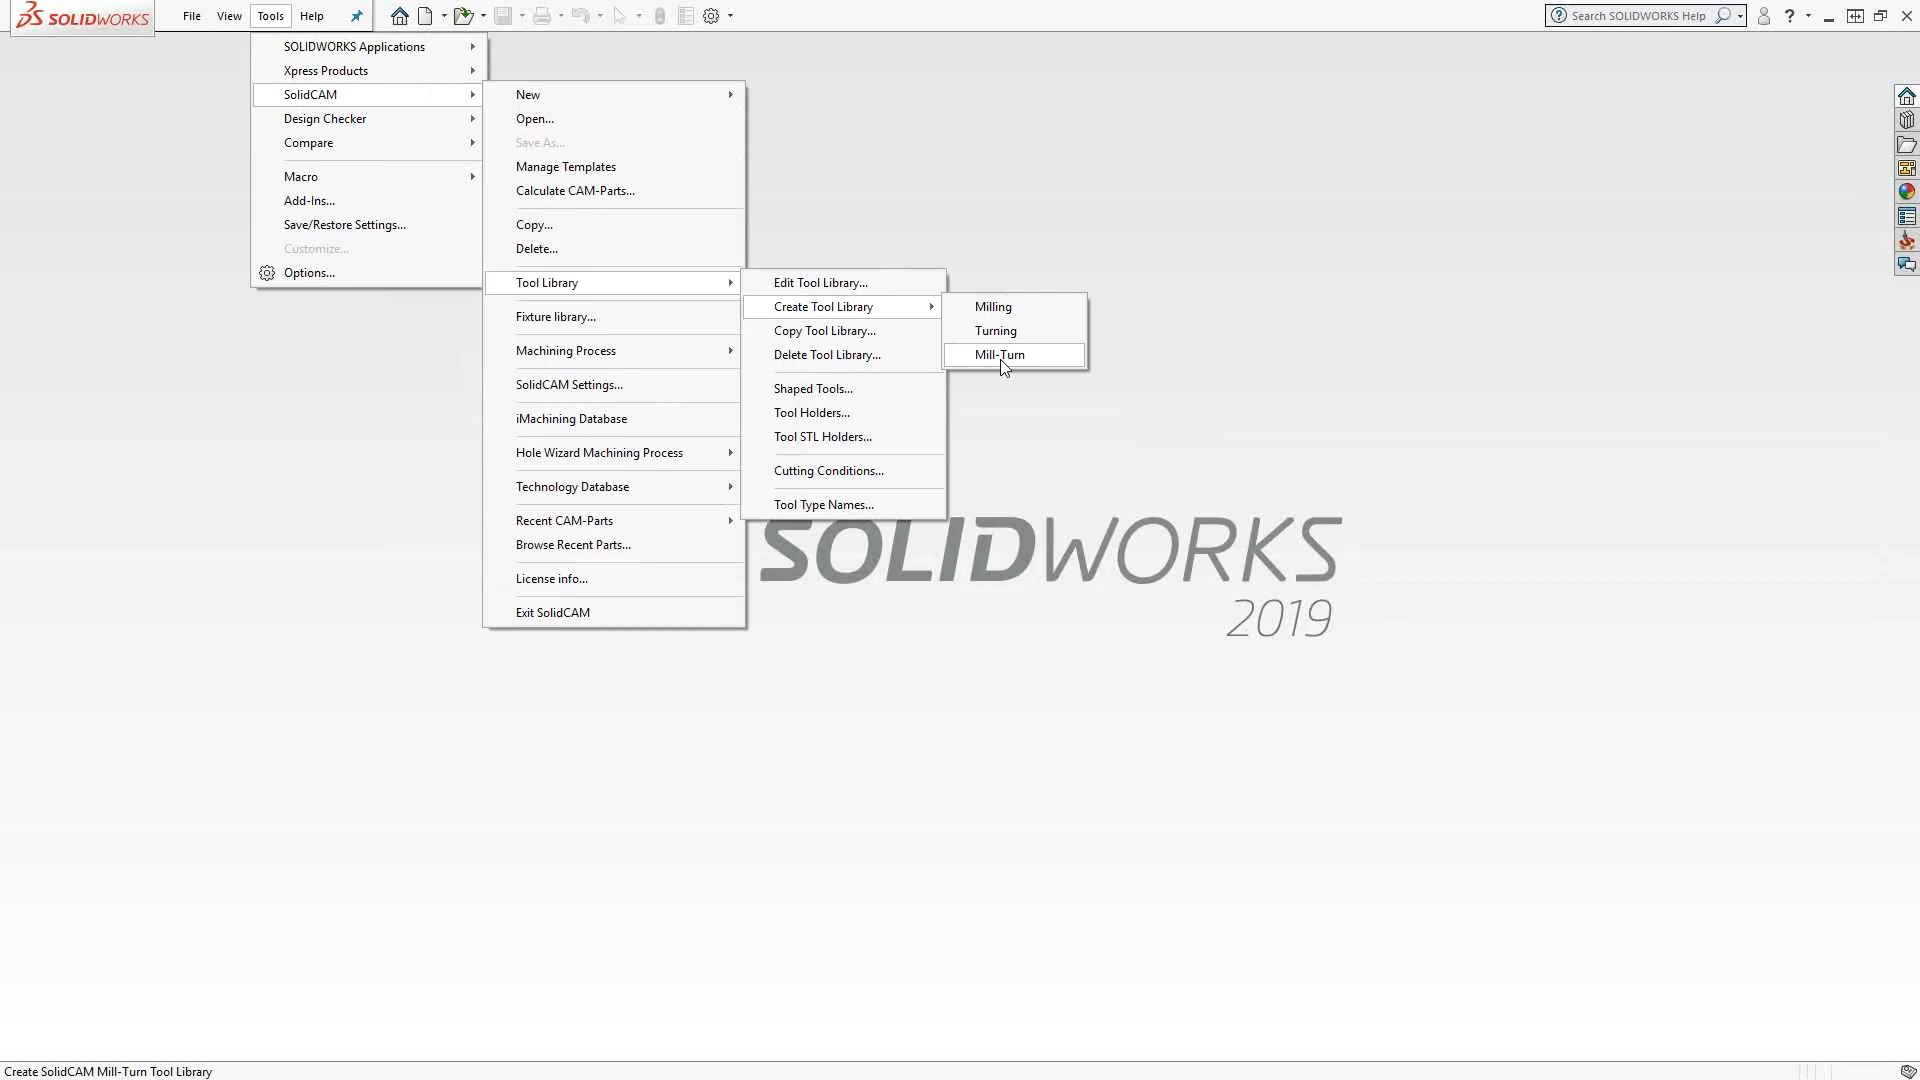 SOLIDWORKS
File View Tools Help
Search SOLIDWORKS Help
?
SOLIDWORKS Applications
Xpress Products
SolidCAM
Design Checker
Compare
Macro
Add-Ins...
Save/Restore Settings...
Customize...
Options...
New
Open...
Save As...
Manage Templates
Calculate CAM-Parts...
Copy...
Delete...
Tool Library
Fixture library...
Machining Process
SolidCAM Settings...
iMachining Database
Hole Wizard Machining Process
Technology Database
Recent CAM-Parts
Browse Recent Parts...
License info...
Exit SolidCAM
Edit Tool Library...
Create Tool Library
Copy Tool Library...
Delete Tool Library...
Shaped Tools...
Tool Holders...
Tool STL Holders...
Cutting Conditions...
Tool Type Names...
Milling
Turning
Mill-Turn
SOLIDWORKS
2019
Create SolidCAM Mill-Turn Tool Library